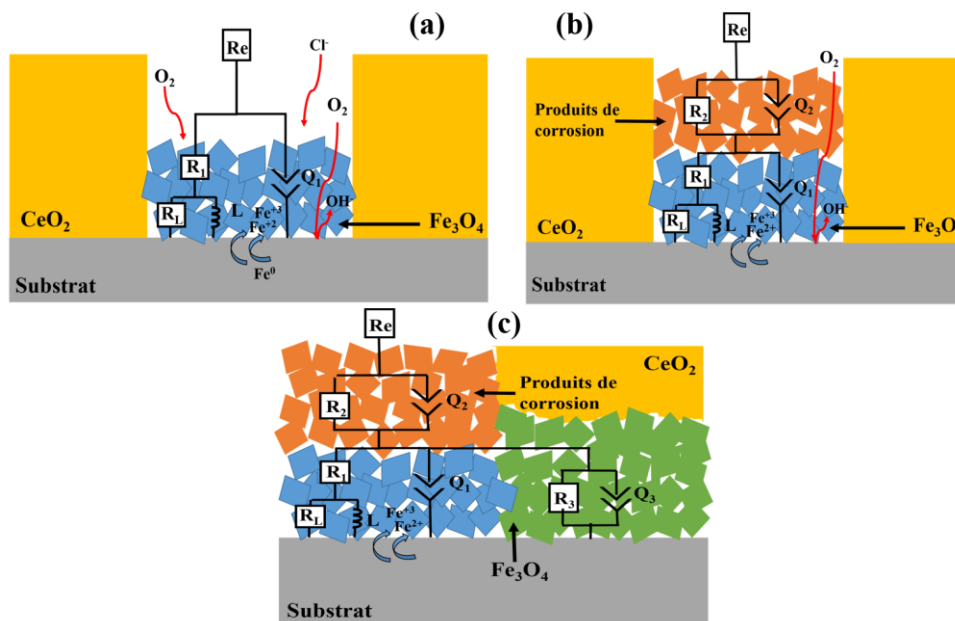 (a)
Re
Cl-
O2
O2
R1
Q1
RL
L
Fe+3
Fe+2
OH-
Fe0
CeO2
Fe3O4
Substrat
(b)
Re
O2
Produits de
corrosion
R2
Q2
R1
Q1
RL
L
Fe+3
Fe2+
OH-
CeO2
Fe3O
Substrat
(c)
Re
CeO2
Produits de
corrosion
R2
Q2
R1
Q1
RL
L
Fe+3
Fe2+
R3
Q3
Fe3O4
Substrat